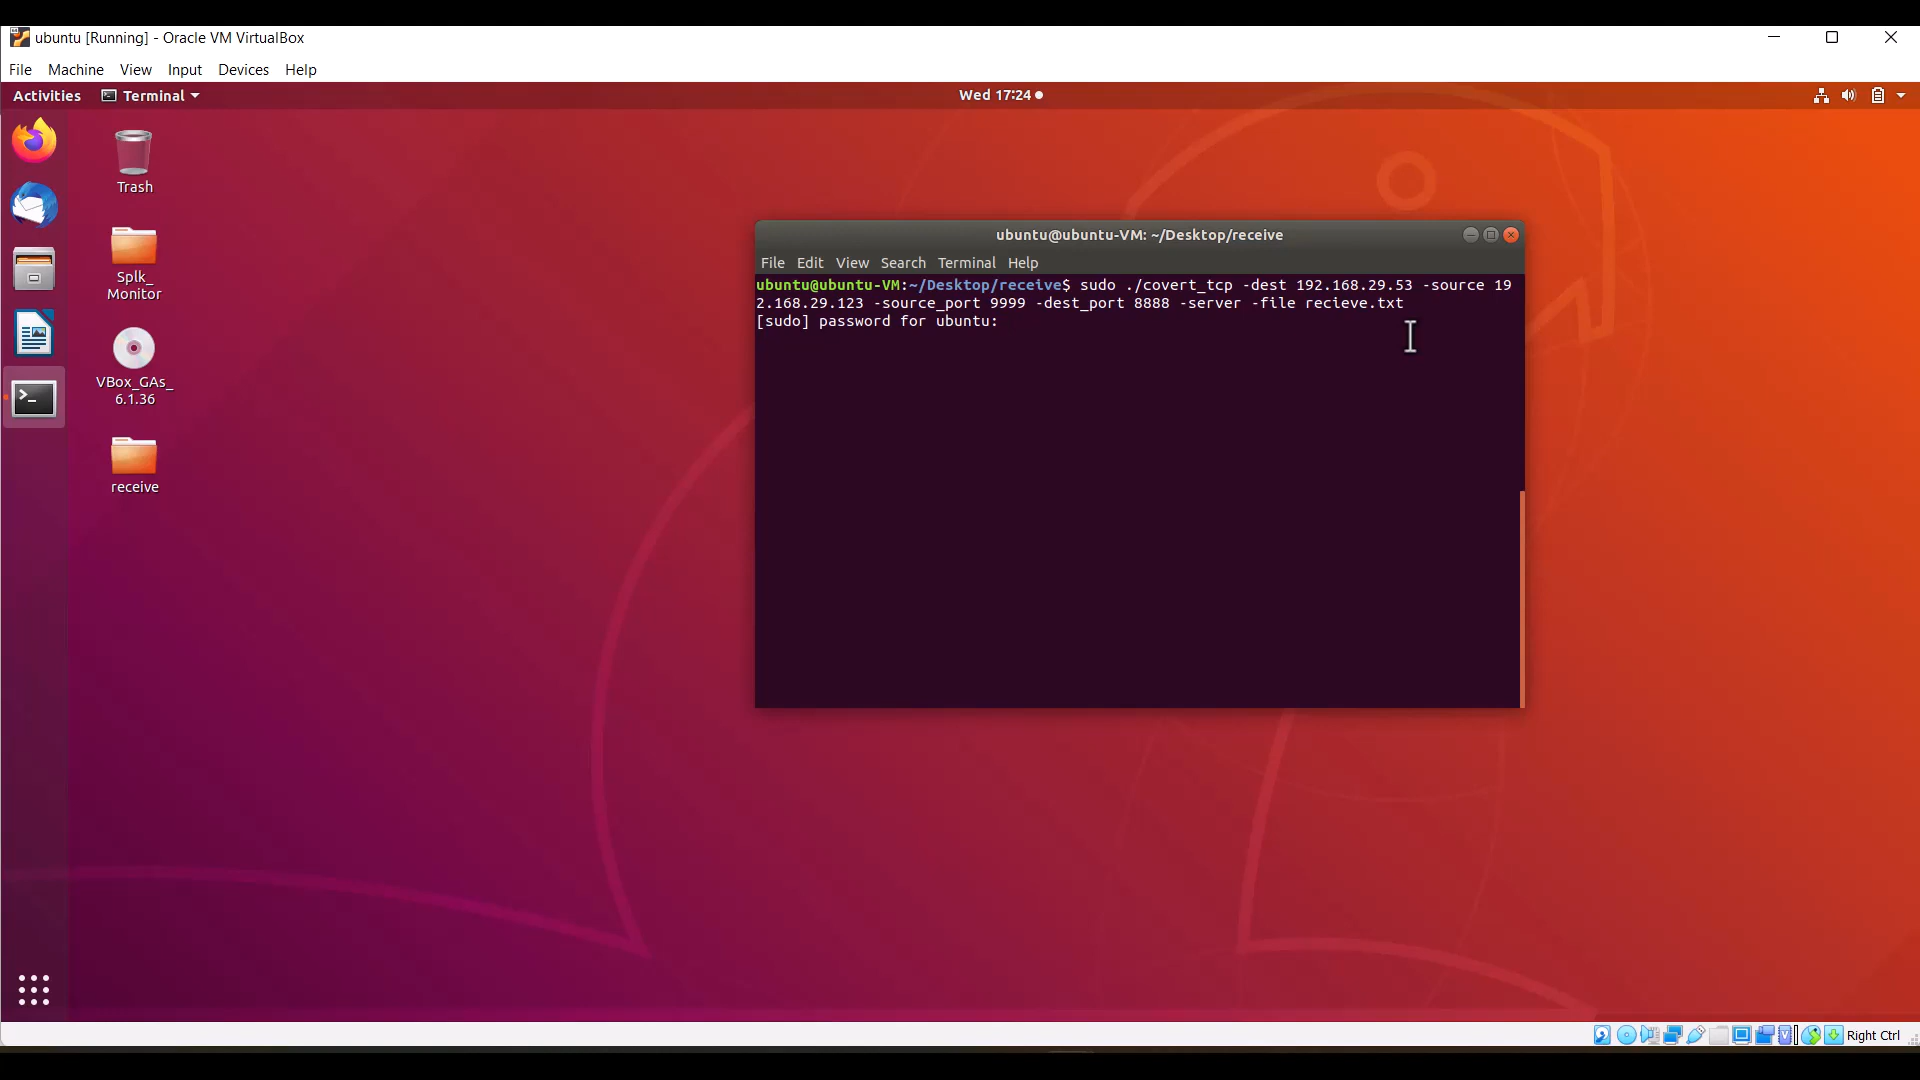 ubuntu [Running] - Oracle VM VirtualBox
File Machine View Input Devices Help
Activities Terminal Wed 17:24
Trash
Splk_
Monitor
VBox_GAs_
6.1.36
receive
ubuntu@ubuntu-VM: ~/Desktop/receive
File Edit View Search Terminal Help
ubuntu@ubuntu-VM:~/Desktop/receive$ sudo ./covert_tcp -dest 192.168.29.53 -source 19
2.168.29.123 -source_port 9999 -dest_port 8888 -server -file recieve.txt
[sudo] password for ubuntu:
Right Ctrl